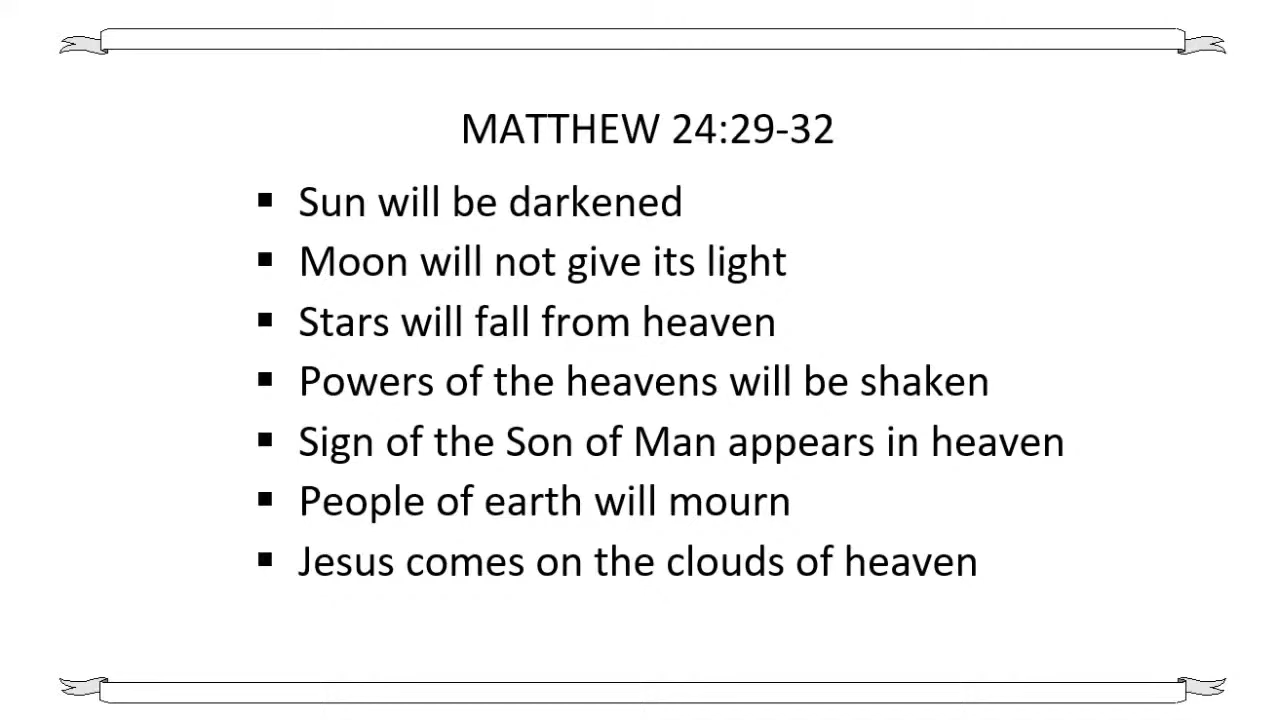 MATTHEW 24:29-32
▪ Sun will be darkened
▪ Moon will not give its light
▪ Stars will fall from heaven
▪ Powers of the heavens will be shaken
▪ Sign of the Son of Man appears in heaven
▪ People of earth will mourn
▪ Jesus comes on the clouds of heaven